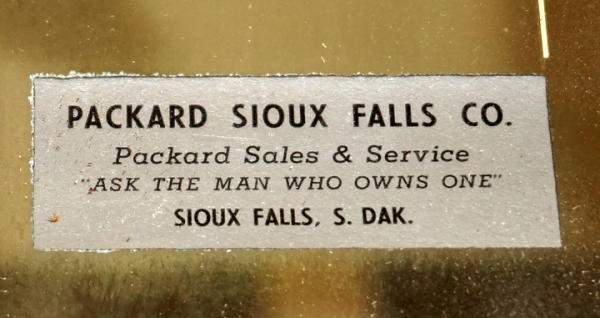 PACKARD SIOUX FALLS CO.
Packard Sales & Service
"ASK THE MAN WHO OWNS ONE"
SIOUX FALLS, S. DAK.